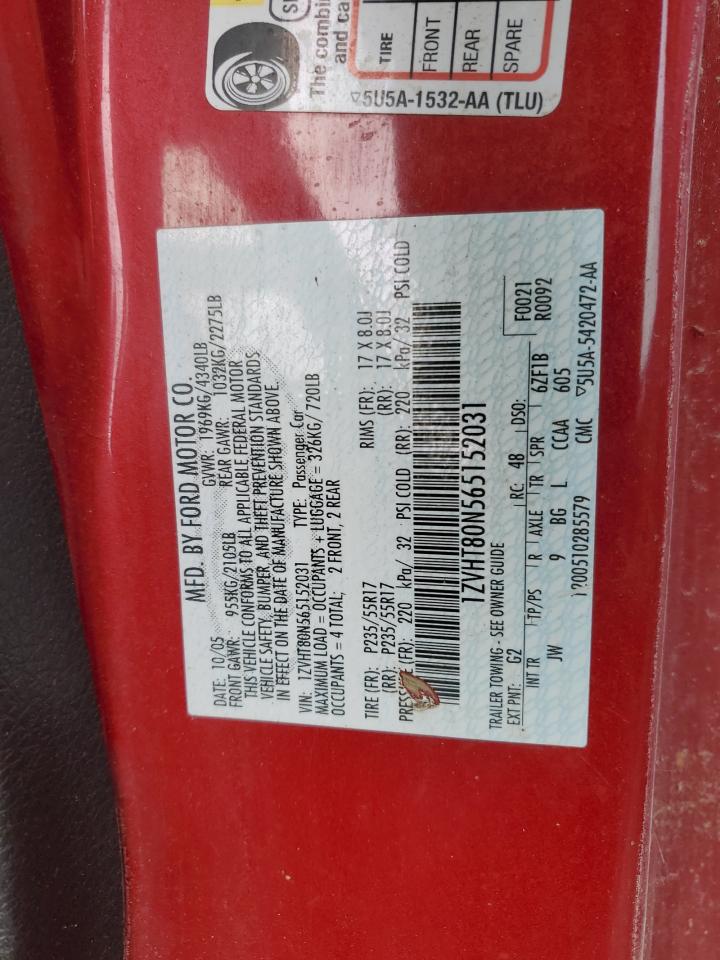 The combin
and ca
TIRE
FRONT
REAR
SPARE
5U5A-1532-AA (TLU)
MFD. BY FORD MOTOR CO.
DATE: 10/05 GVWR: 1969KG/4340LB
FRONT GAWR: 955KG/2105LB REAR GAWR: 1032KG/2275LB
THIS VEHICLE CONFORMS TO ALL APPLICABLE FEDERAL MOTOR
VEHICLE SAFETY, BUMPER, AND THEFT PREVENTION STANDARDS
IN EFFECT ON THE DATE OF MANUFACTURE SHOWN ABOVE.
VIN: 1ZVHT80N565152031 TYPE: Passenger Car
MAXIMUM LOAD = OCCUPANTS + LUGGAGE = 326KG/720LB
OCCUPANTS = 4 TOTAL: 2 FRONT, 2 REAR
TIRE (FR): P235/55R17 RIMS (FR): 17 X 8.0J
(RR): P235/55R17 (RR): 17 X 8.0J
(FR): 220 kPa/ 32 PSI COLD (RR): 220 kPa/ 32 PSI COLD
1ZVHT80N565152031
TRAILER TOWING - SEE OWNER GUIDE
EXT PNT: G2 RC: 48 DSO: F0021
R0092
INT TR TP/PS R AXLE TR SPR 6ZF1B
JW 9 BG L CCAA 605
CMC 5U5A-5420472-AA